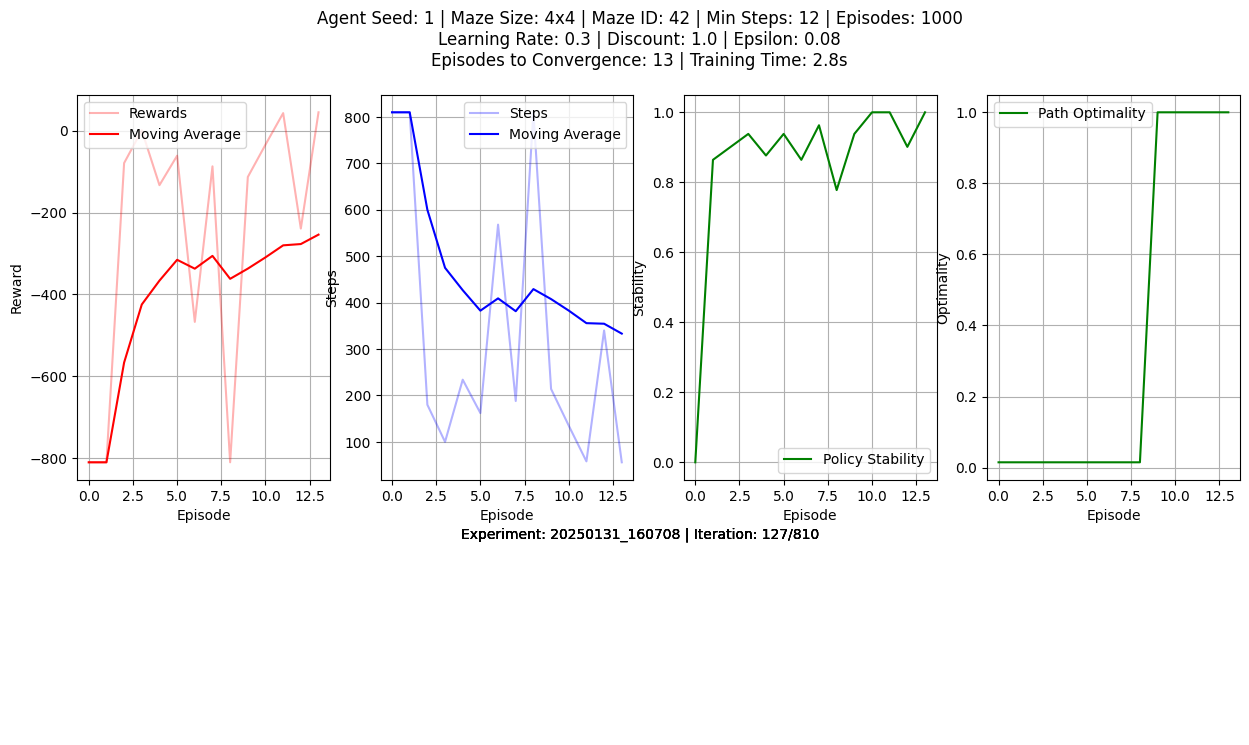 Agent Seed: 1 | Maze Size: 4x4 | Maze ID: 42 | Min Steps: 12 | Episodes: 1000
Learning Rate: 0.3 | Discount: 1.0 | Epsilon: 0.08
Episodes to Convergence: 13 | Training Time: 2.8s
Rewards
Moving Average
0
−200
−400
−600
−800
Reward
0.0 2.5 5.0 7.5 10.0 12.5
Episode
Steps
Moving Average
800
700
600
500
400
300
200
100
Steps
0.0 2.5 5.0 7.5 10.0 12.5
Episode
1.0
0.8
0.6
0.4
0.2
0.0
Stability
Policy Stability
0.0 2.5 5.0 7.5 10.0 12.5
Episode
Path Optimality
1.0
0.8
0.6
0.4
0.2
0.0
Optimality
0.0 2.5 5.0 7.5 10.0 12.5
Episode
Experiment: 20250131_160708 | Iteration: 127/810